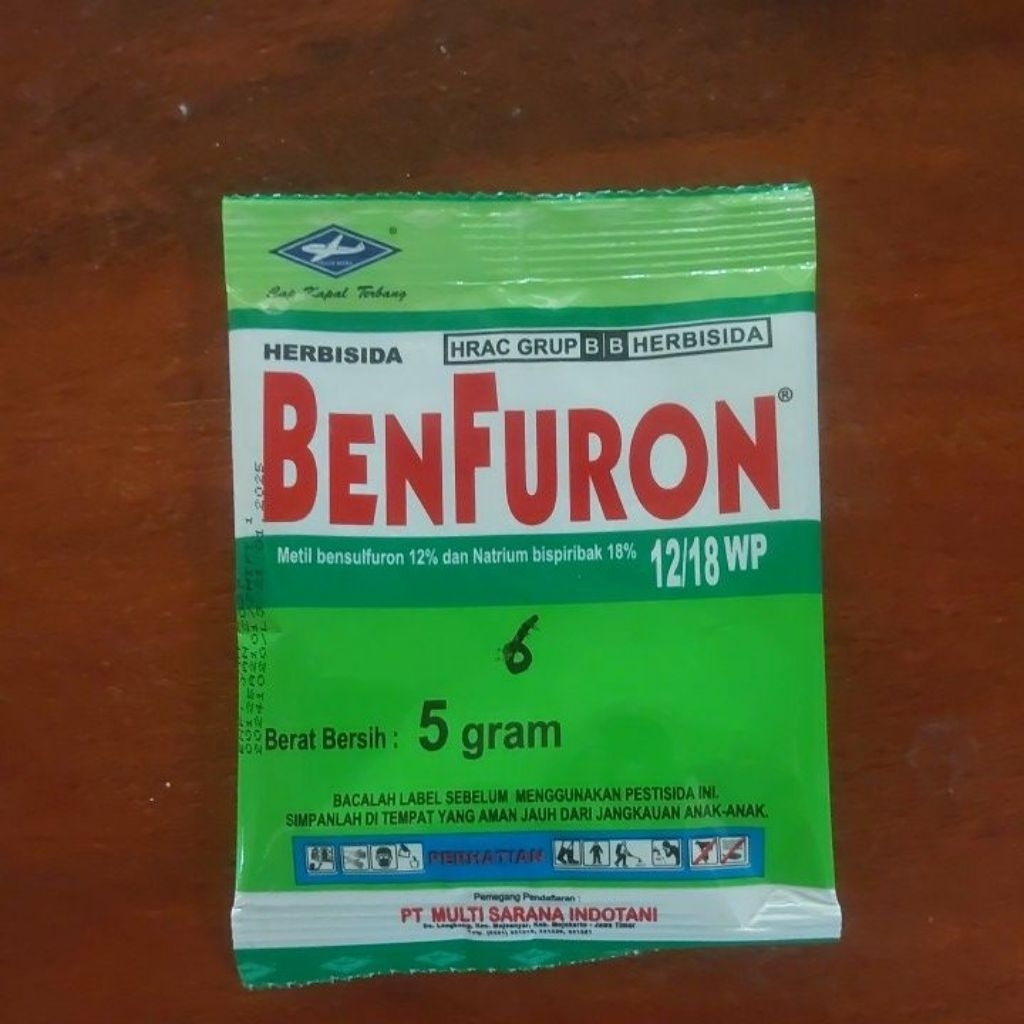 Cap Kapal Terbang
HERBISIDA
HRAC GRUP B B HERBISIDA
BENFURON®
Metil bensulfuron 12% dan Natrium bispiribak 18%
12/18 WP
6
Berat Bersih : 5 gram
BACALAH LABEL SEBELUM MENGGUNAKAN PESTISIDA INI.
SIMPANLAH DI TEMPAT YANG AMAN JAUH DARI JANGKAUAN ANAK-ANAK.
PERHATIAN
Pemegang Pendaftaran :
PT MULTI SARANA INDOTANI